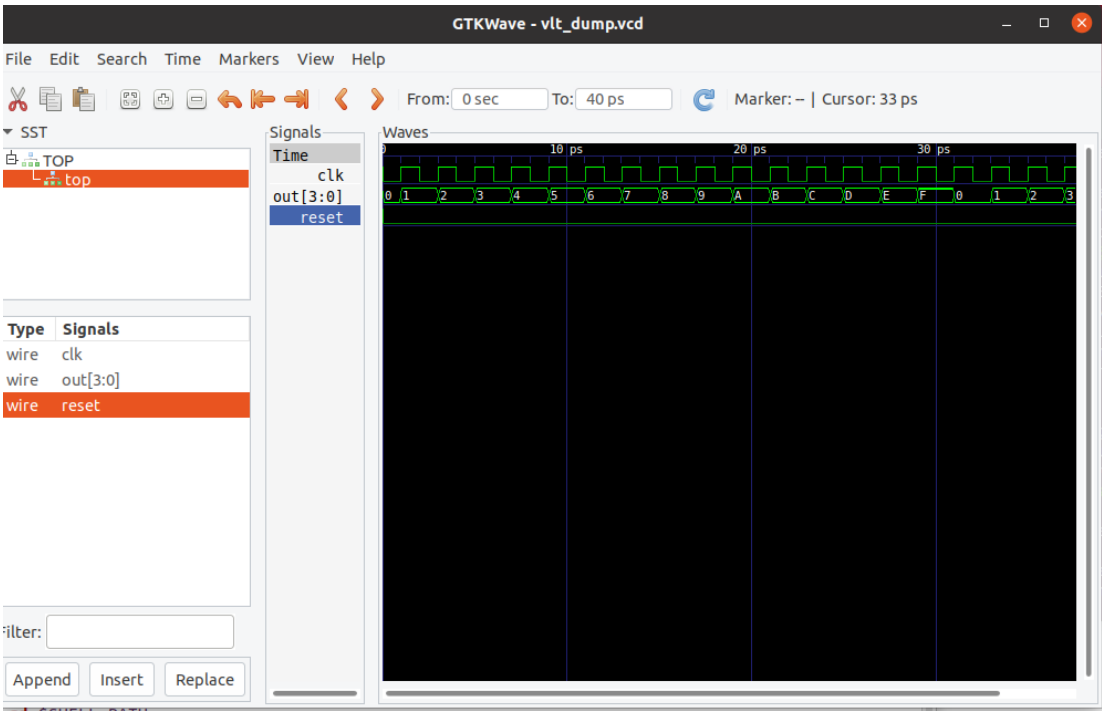 GTKWave - vlt_dump.vcd
File Edit Search Time Markers View Help
From: 0 sec To: 40 ps Marker: -- | Cursor: 33 ps
SST
TOP
top
Type Signals
wire clk
wire out[3:0]
wire reset
Filter:
Append Insert Replace
Signals
Time
clk
out[3:0]
reset
Waves
0 10 ps 20 ps 30 ps
0 1 2 3 4 5 6 7 8 9 A B C D E F 0 1 2 3